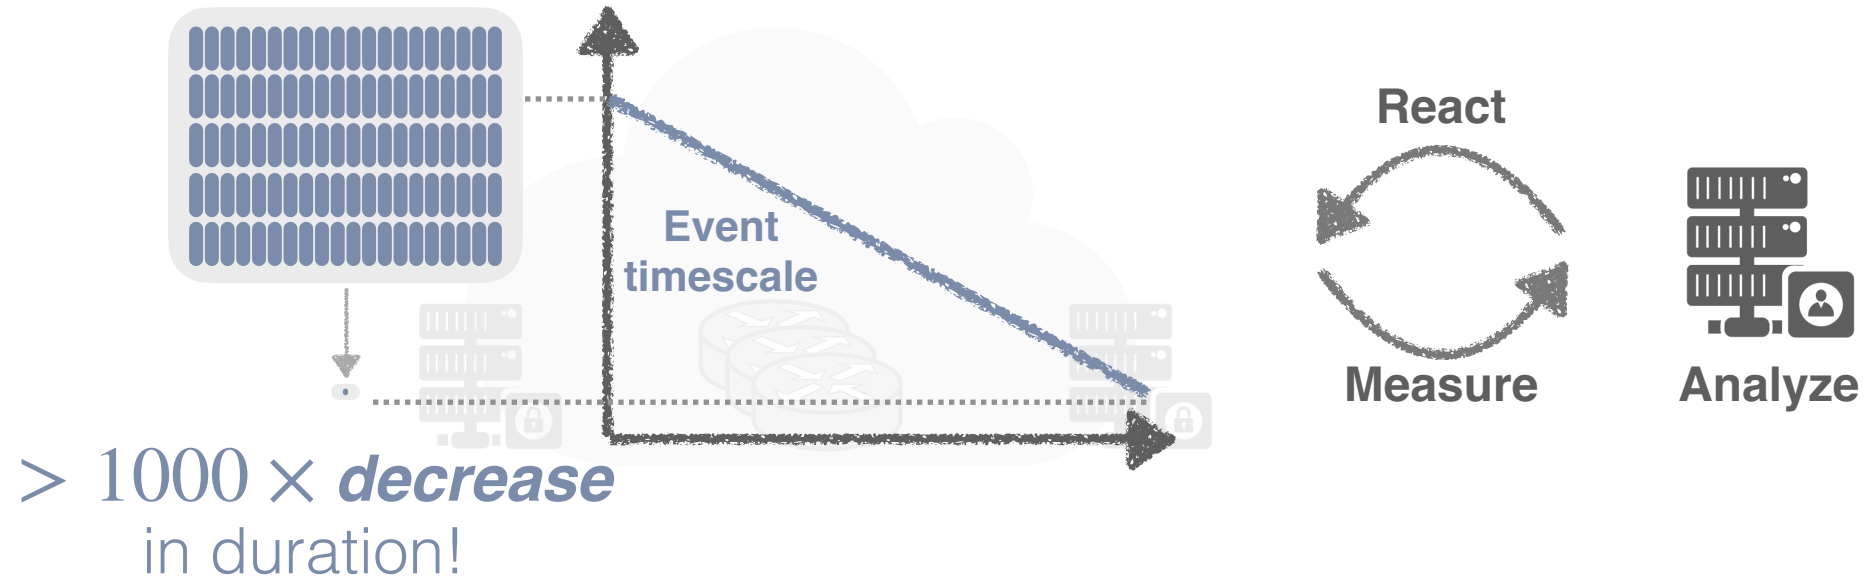 Event
timescale
> 1000 × decrease
in duration!
React
Measure
Analyze